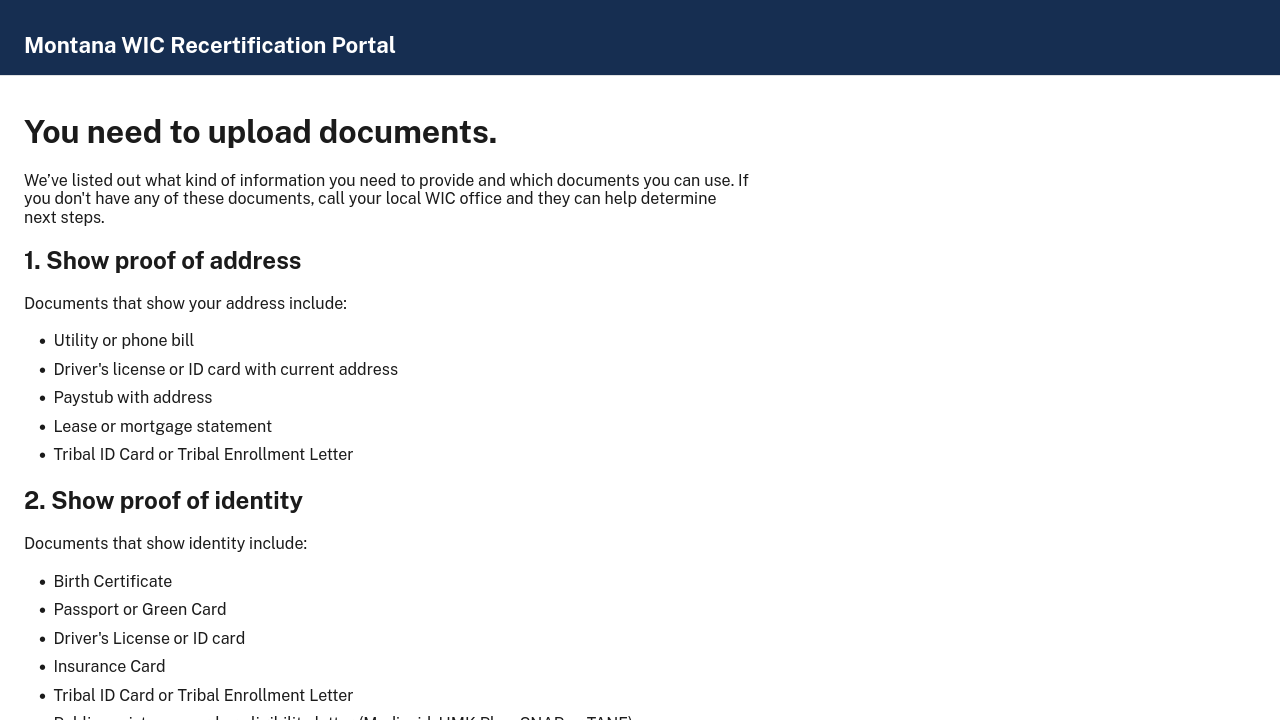 Montana WIC Recertification Portal
You need to upload documents.
We’ve listed out what kind of information you need to provide and which documents you can use. If
you don't have any of these documents, call your local WIC office and they can help determine
next steps.
1. Show proof of address
Documents that show your address include:
• Utility or phone bill
• Driver's license or ID card with current address
• Paystub with address
• Lease or mortgage statement
• Tribal ID Card or Tribal Enrollment Letter
2. Show proof of identity
Documents that show identity include:
• Birth Certificate
• Passport or Green Card
• Driver's License or ID card
• Insurance Card
• Tribal ID Card or Tribal Enrollment Letter